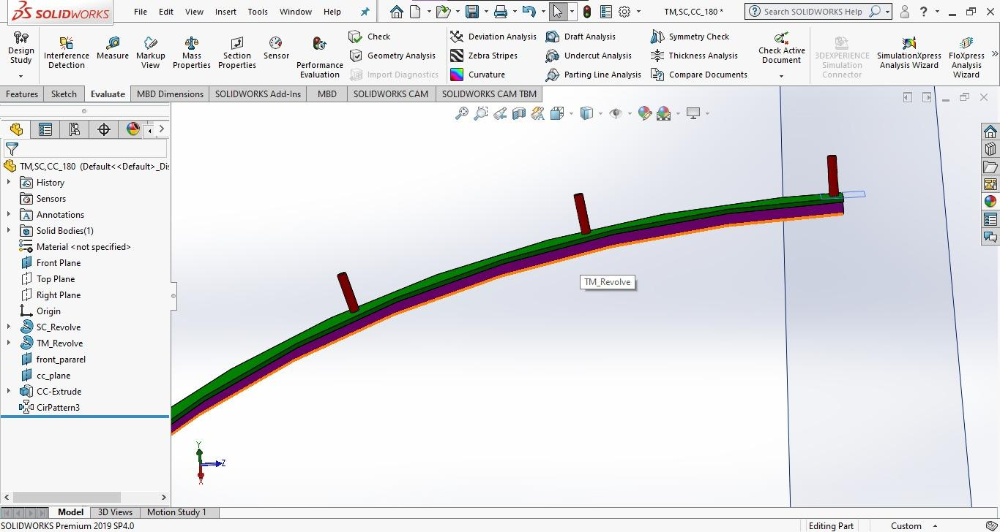 SOLIDWORKS
File Edit View Insert Tools Window Help
TM,SC,CC_180 *
Search SOLIDWORKS Help
?
Design Study
Interference Detection
Measure
Markup View
Mass Properties
Section Properties
Sensor
Performance Evaluation
Check
Geometry Analysis
Import Diagnostics
Deviation Analysis
Zebra Stripes
Curvature
Draft Analysis
Undercut Analysis
Parting Line Analysis
Symmetry Check
Thickness Analysis
Compare Documents
Check Active Document
3DEXPERIENCE Simulation Connector
SimulationXpress Analysis Wizard
FloXpress Analysis Wizard
Features Sketch Evaluate MBD Dimensions SOLIDWORKS Add-Ins MBD SOLIDWORKS CAM SOLIDWORKS CAM TBM
TM,SC,CC_180 (Default<<Default>_Di
History
Sensors
Annotations
Solid Bodies(1)
Material <not specified>
Front Plane
Top Plane
Right Plane
Origin
SC_Revolve
TM_Revolve
front_pararel
cc_plane
CC-Extrude
CirPattern3
TM_Revolve
Y
Z
X
Model 3D Views Motion Study 1
SOLIDWORKS Premium 2019 SP4.0
Editing Part Custom